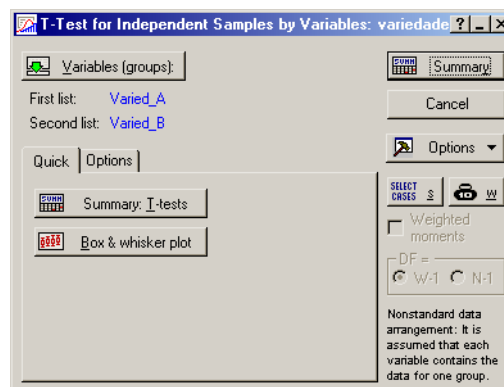 T-Test for Independent Samples by Variables: variedade
Variables (groups):
First list: Varied_A
Second list: Varied_B
Quick Options
Summary: T-tests
Box & whisker plot
Summary
Cancel
Options
SELECT CASES S W
Weighted moments
DF =
W-1 N-1
Nonstandard data
arrangement: It is
assumed that each
variable contains the
data for one group.